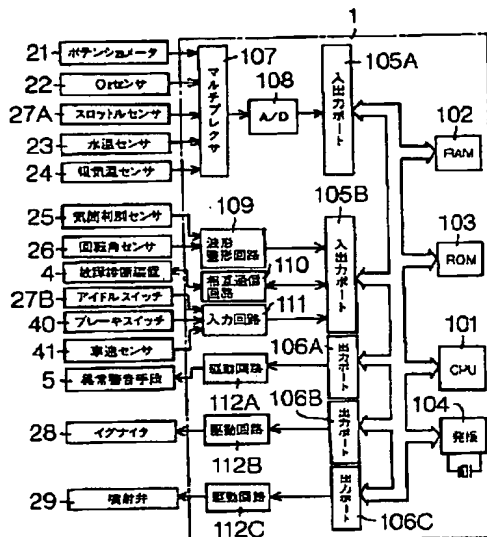 1
21 ポテンショメータ
22 O₂センサ
27A スロットルセンサ
23 水温センサ
24 吸気温センサ
25 気筒判別センサ
26 回転角センサ
4 故障診断装置
27B アイドルスイッチ
40 ブレーキスイッチ
41 車速センサ
5 異常警告手段
28 イグナイタ
29 噴射弁
107
マルチプレクサ
108
A/D
105A
入出力ポート
109
波形
整形回路
110
相互通信
回路
111
入力回路
105B
入出力ポート
106A
出力ポート
駆動回路
112A
106B
出力ポート
駆動回路
112B
出力ポート
106C
駆動回路
112C
102
RAM
103
ROM
101
CPU
104
発振